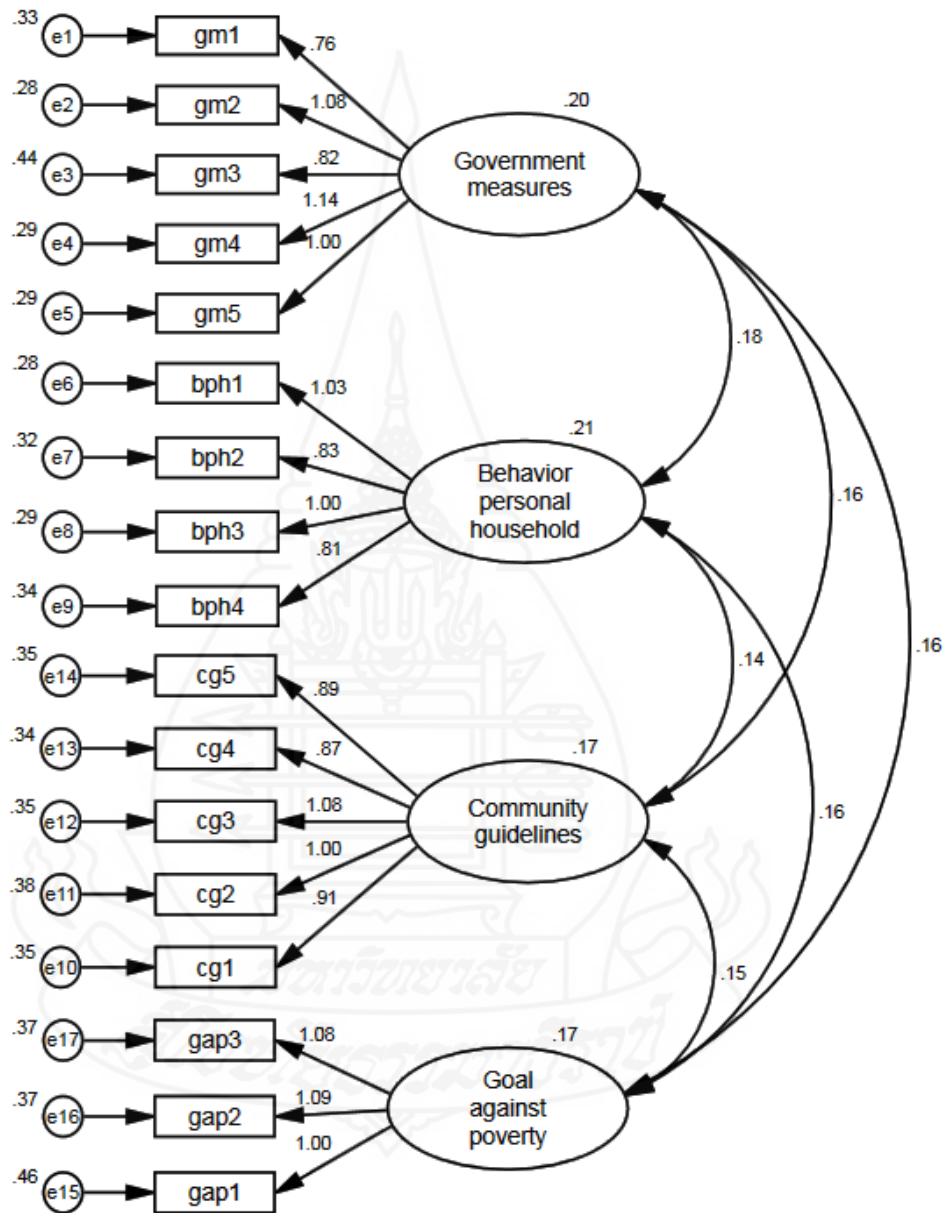 .33 e1 gm1 .76
.28 e2 gm2 1.08 .20
.44 e3 gm3 .82 Government
measures
.29 e4 gm4 1.14
1.00
.29 e5 gm5
.18
.28 e6 bph1 1.03
.21
.32 e7 bph2 .83 Behavior
personal
household
.16
.29 e8 bph3 1.00
.81
.34 e9 bph4
.16
.14
.35 e14 cg5 .89
.34 e13 cg4 .87 .17
.35 e12 cg3 1.08 Community
guidelines
.16
1.00
.38 e11 cg2 .91
.35 e10 cg1
.15
.37 e17 gap3 1.08 .17
.37 e16 gap2 1.09 Goal
against
poverty
1.00
.46 e15 gap1